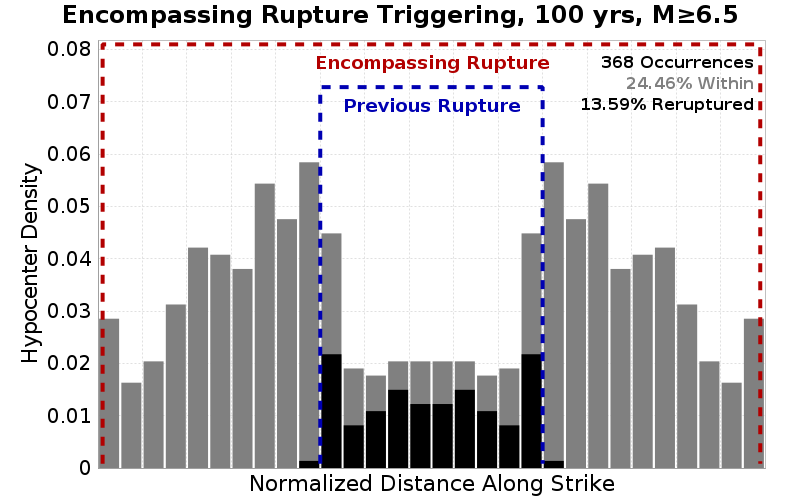 Encompassing Rupture Triggering, 100 yrs, M≥6.5
0.08
0.07
0.06
0.05
0.04
0.03
0.02
0.01
0
Hypocenter Density
Encompassing Rupture
Previous Rupture
368 Occurrences
24.46% Within
13.59% Reruptured
Normalized Distance Along Strike